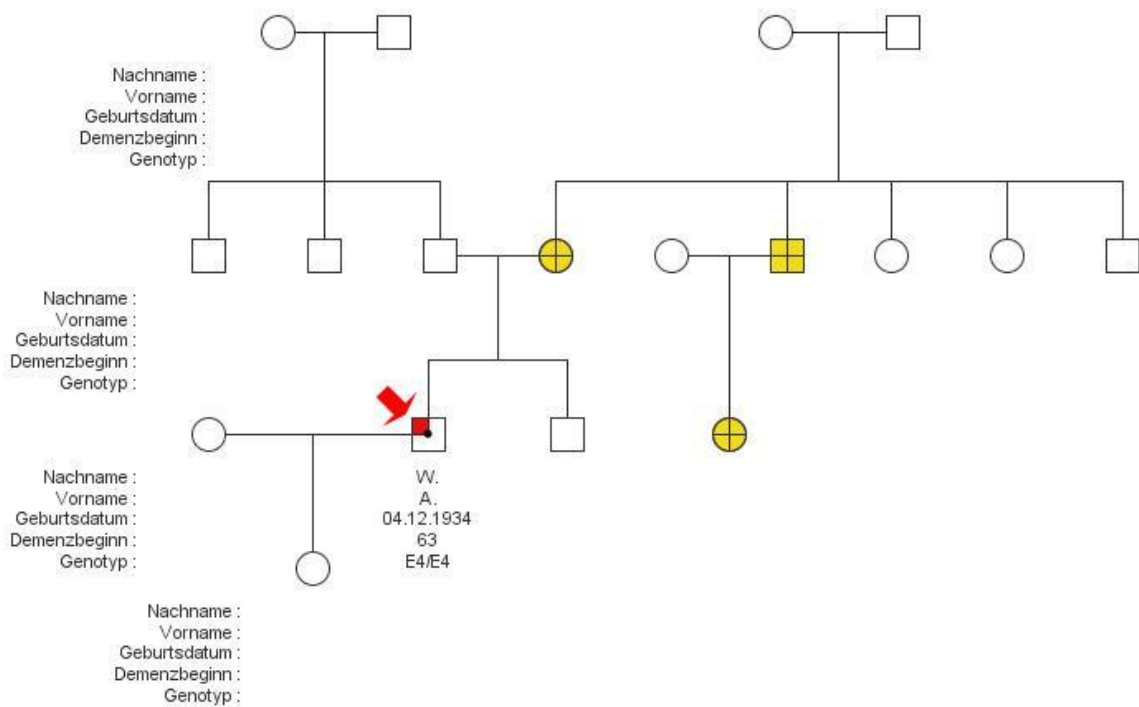 Nachname :
Vorname :
Geburtsdatum :
Demenzbeginn :
Genotyp :
Nachname :
Vorname :
Geburtsdatum :
Demenzbeginn :
Genotyp :
Nachname : W.
Vorname : A.
Geburtsdatum : 04.12.1934
Demenzbeginn : 63
Genotyp : E4/E4
Nachname :
Vorname :
Geburtsdatum :
Demenzbeginn :
Genotyp :